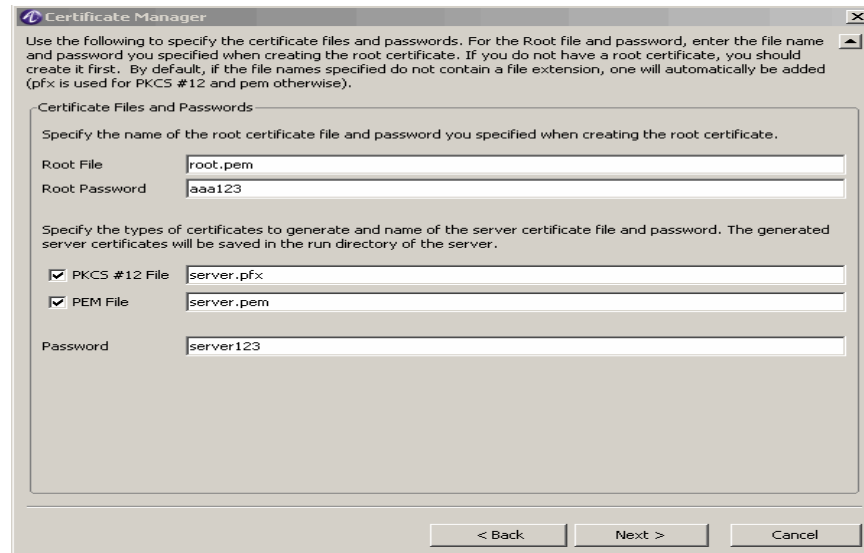 Certificate Manager
Use the following to specify the certificate files and passwords. For the Root file and password, enter the file name
and password you specified when creating the root certificate. If you do not have a root certificate, you should
create it first. By default, if the file names specified do not contain a file extension, one will automatically be added
(pfx is used for PKCS #12 and pem otherwise).
Certificate Files and Passwords
Specify the name of the root certificate file and password you specified when creating the root certificate.
Root File root.pem
Root Password aaa123
Specify the types of certificates to generate and name of the server certificate file and password. The generated
server certificates will be saved in the run directory of the server.
PKCS #12 File server.pfx
PEM File server.pem
Password server123
< Back Next > Cancel